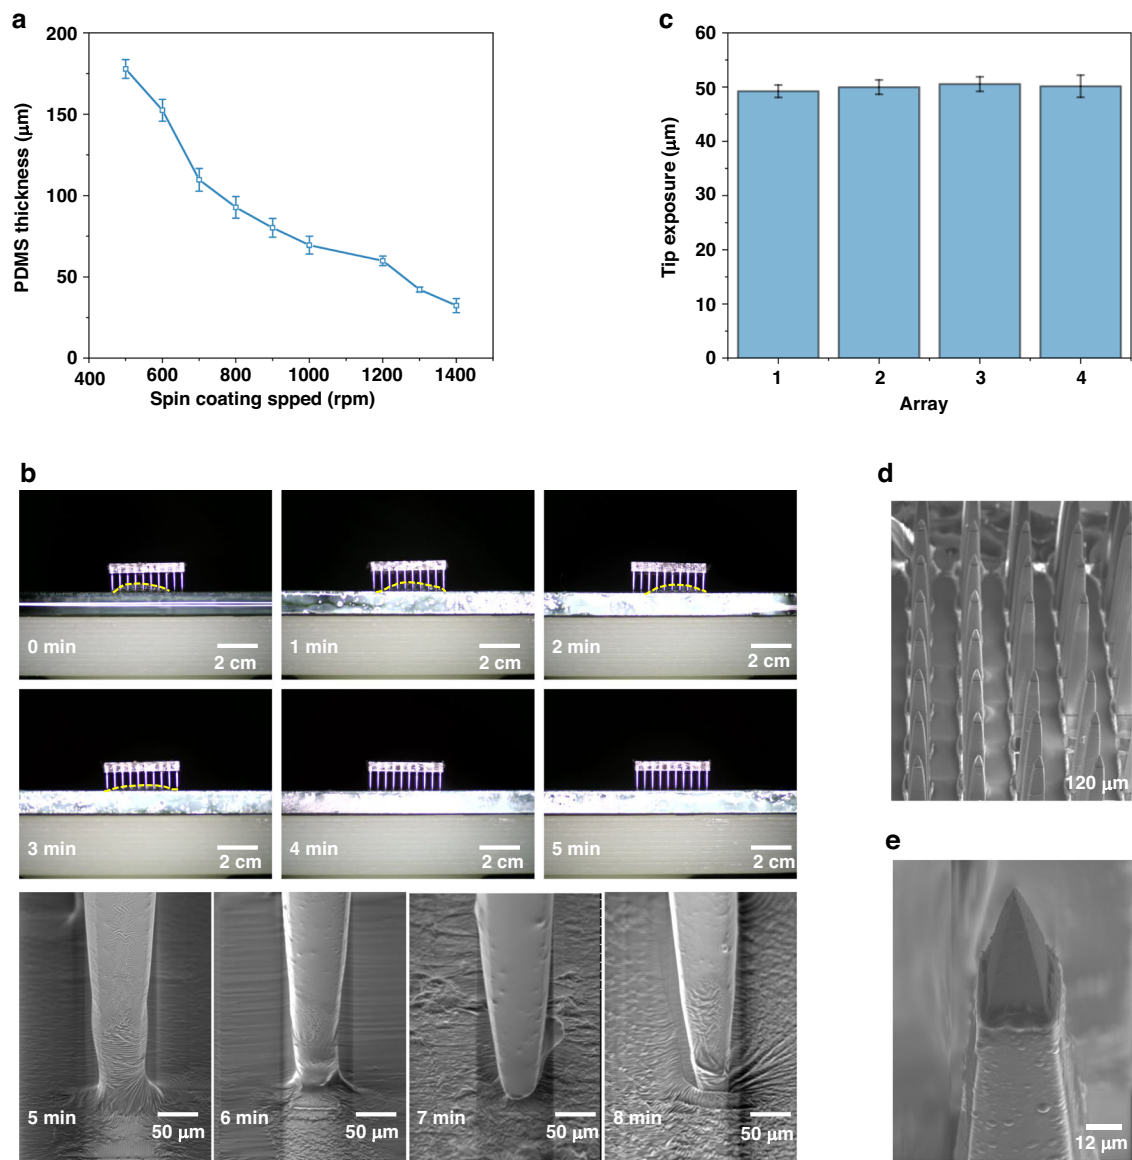 a
200
150
100
50
0
PDMS thickness (μm)
400
600
800
1000
1200
1400
Spin coating spped (rpm)
c
60
50
40
30
20
10
0
Tip exposure (μm)
1
2
3
4
Array
b
0 min
2 cm
1 min
2 cm
2 min
2 cm
3 min
2 cm
4 min
2 cm
5 min
2 cm
5 min
50 μm
6 min
50 μm
7 min
50 μm
8 min
50 μm
d
120 μm
e
12 μm